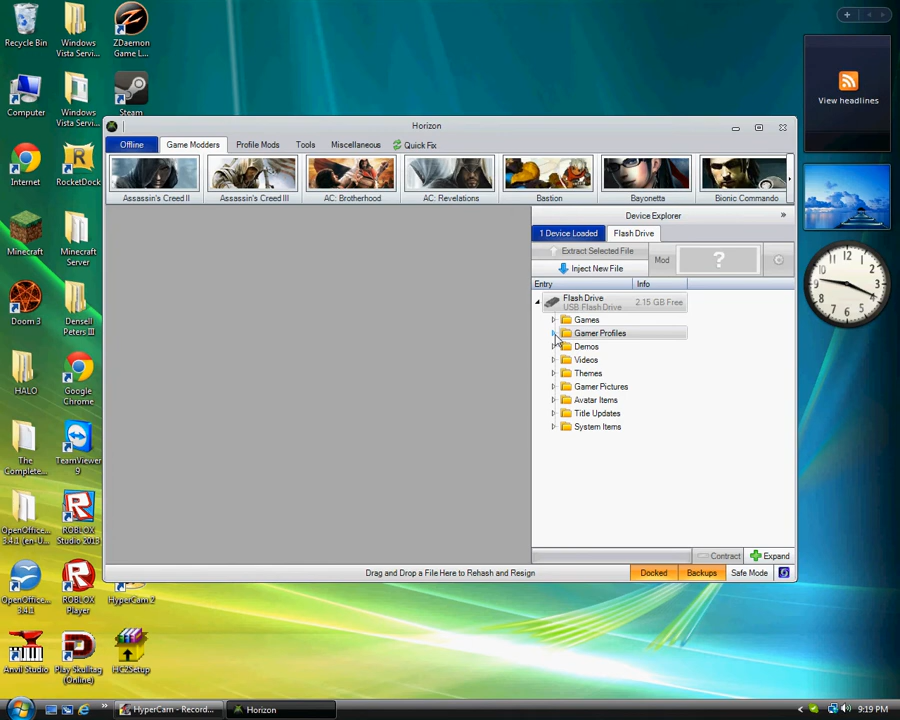 Recycle Bin
Windows
Vista Servi...
ZDaemon
Game L...
Computer
Windows
Vista Servi...
Steam
Internet
RocketDock
Minecraft
Minecraft
Server
Doom 3
Densell
Peters III
HALO
Google
Chrome
The
Complete...
TeamViewer
9
OpenOffice...
3.4.1 (en-U...
ROBLOX
Studio 2013
OpenOffice...
3.4.1
ROBLOX
Player
HyperCam 2
Anvil Studio
Play Skulltag
(Online)
HC2Setup
View headlines
Horizon
Offline
Game Modders
Profile Mods
Tools
Miscellaneous
Quick Fix
Assassin's Creed II
Assassin's Creed III
AC: Brotherhood
AC: Revelations
Bastion
Bayonetta
Bionic Commando
Device Explorer
»
1 Device Loaded
Flash Drive
Extract Selected File
Inject New File
Mod
?
Entry
Info
Flash Drive
USB Flash Drive
2.15 GB Free
Games
Gamer Profiles
Demos
Videos
Themes
Gamer Pictures
Avatar Items
Title Updates
System Items
Contract
Expand
Drag and Drop a File Here to Rehash and Resign
Docked
Backups
Safe Mode
HyperCam - Record...
Horizon
9:19 PM